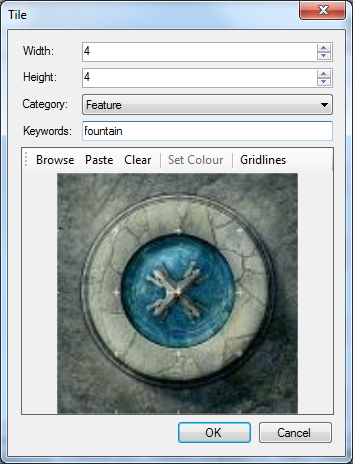 Tile
Width: 4
Height: 4
Category: Feature
Keywords: fountain
Browse Paste Clear Set Colour Gridlines
OK Cancel